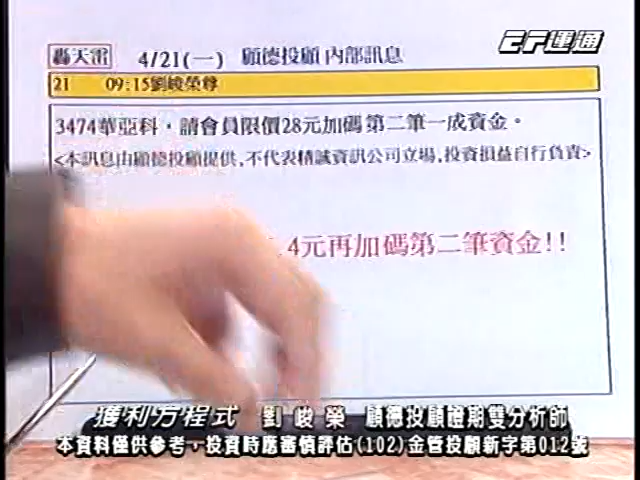 轟天雷 4/21(一) 顧德投顧 內部訊息
運通
21 09:15劉峻榮尊
3474華亞科，請會員限價28元加碼第二筆一成資金。
<本訊息由顧德投顧提供,不代表精誠資訊公司立場,投資損益自行負責>
4元再加碼第二筆資金!!
獲利方程式 劉峻榮 顧德投顧證期雙分析師
本資料僅供參考，投資時應審慎評估(102)金管投顧新字第012號